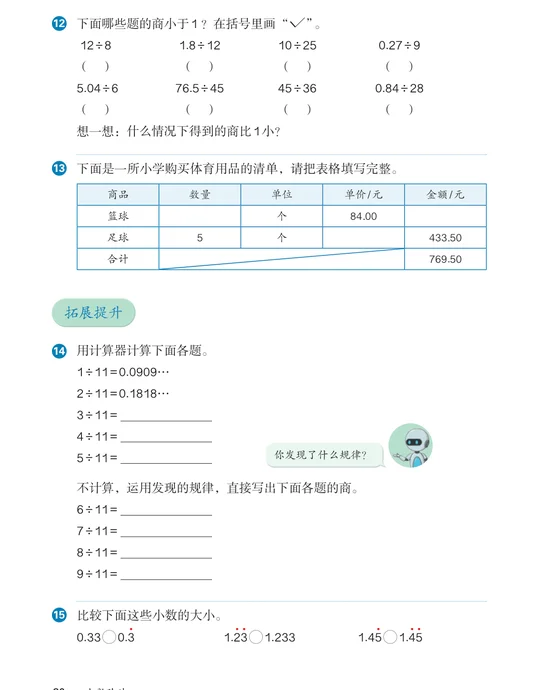 12 下面哪些题的商小于1？在括号里画“✓”。
12÷8 1.8÷12 10÷25 0.27÷9
( ) ( ) ( ) ( )
5.04÷6 76.5÷45 45÷36 0.84÷28
( ) ( ) ( ) ( )
想一想：什么情况下得到的商比1小？
13 下面是一所小学购买体育用品的清单，请把表格填写完整。
商品 数量 单位 单价/元 金额/元
篮球 个 84.00
足球 5 个 433.50
合计 769.50
拓展提升
14 用计算器计算下面各题。
1÷11=0.0909…
2÷11=0.1818…
3÷11=
4÷11=
5÷11=
你发现了什么规律？
不计算，运用发现的规律，直接写出下面各题的商。
6÷11=
7÷11=
8÷11=
9÷11=
15 比较下面这些小数的大小。
0.33○0.3̇ 1.2̇3̇○1.233 1.45̇○1.4̇5̇